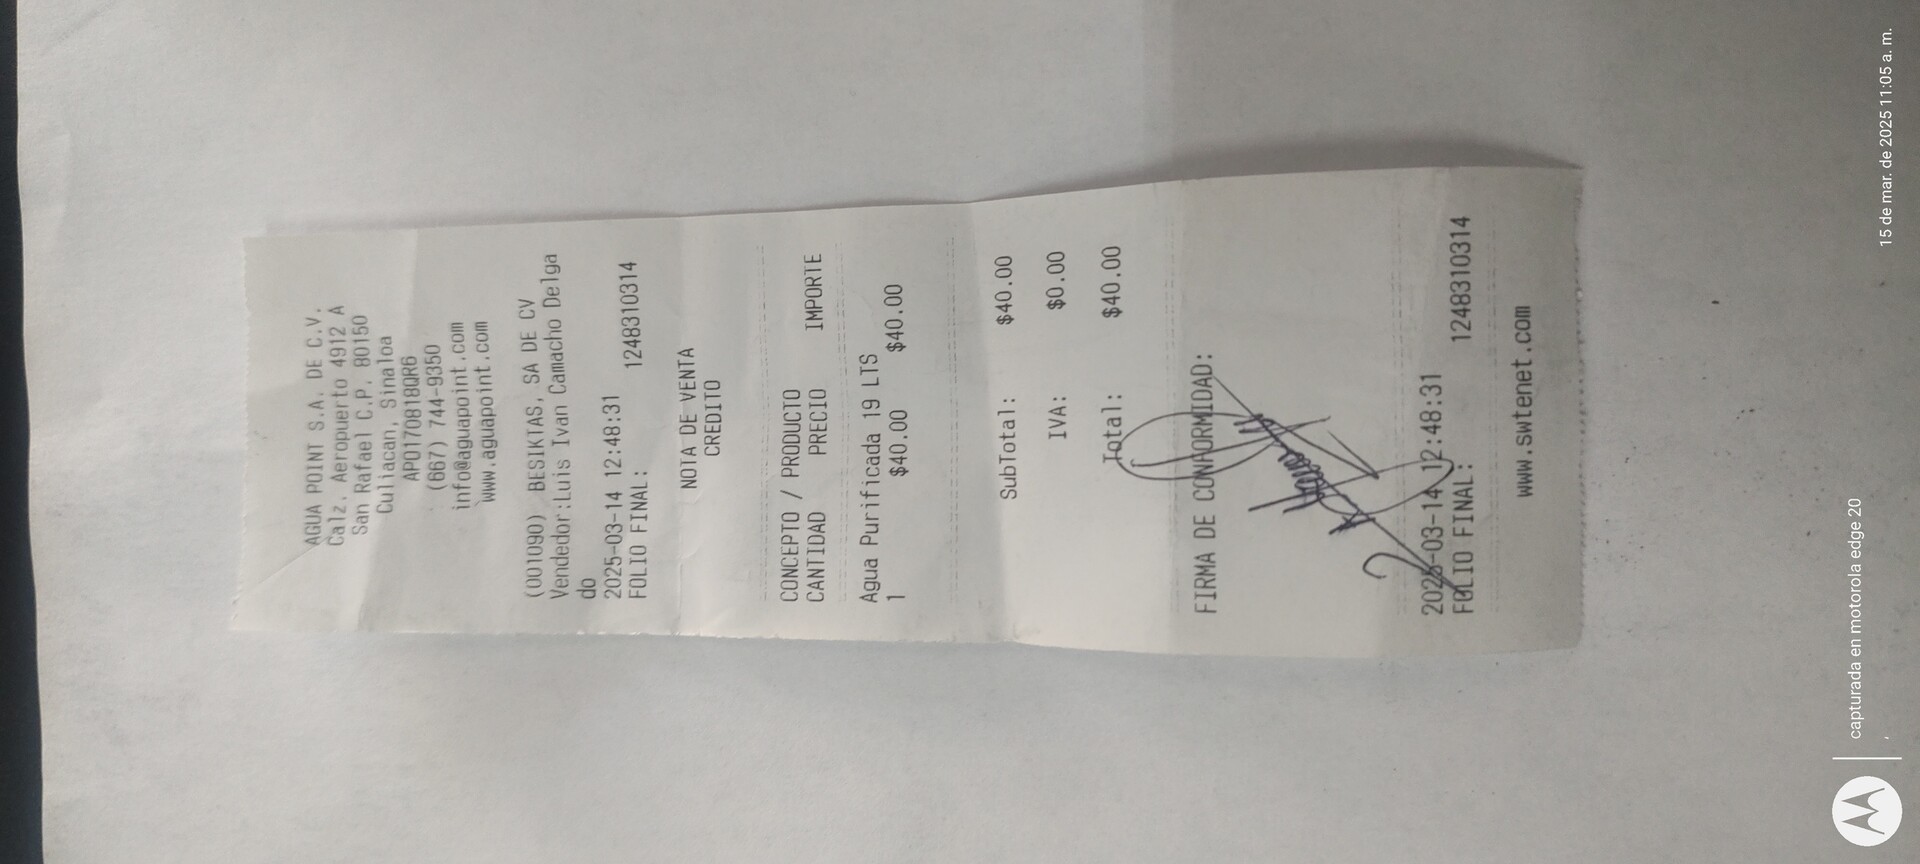 AGUA POINT S.A. DE C.V.
Calz. Aeropuerto 4912 A
San Rafael C.P. 80150
Culiacan, Sinaloa
APO170818QR6
(667) 744-9350
info@aguapoint.com
www.aguapoint.com
(001090) BESIKTAS, SA DE CV
Vendedor:Luis Ivan Camacho Delga
do
2025-03-14 12:48:31
FOLIO FINAL: 1248310314
NOTA DE VENTA
CREDITO
CONCEPTO / PRODUCTO
CANTIDAD PRECIO IMPORTE
Agua Purificada 19 LTS
1 $40.00 $40.00
SubTotal: $40.00
IVA: $0.00
Total: $40.00
FIRMA DE CONFORMIDAD:
2025-03-14 12:48:31
FOLIO FINAL: 1248310314
www.swtenet.com
capturada en motorola edge 20
15 de mar. de 2025 11:05 a. m.